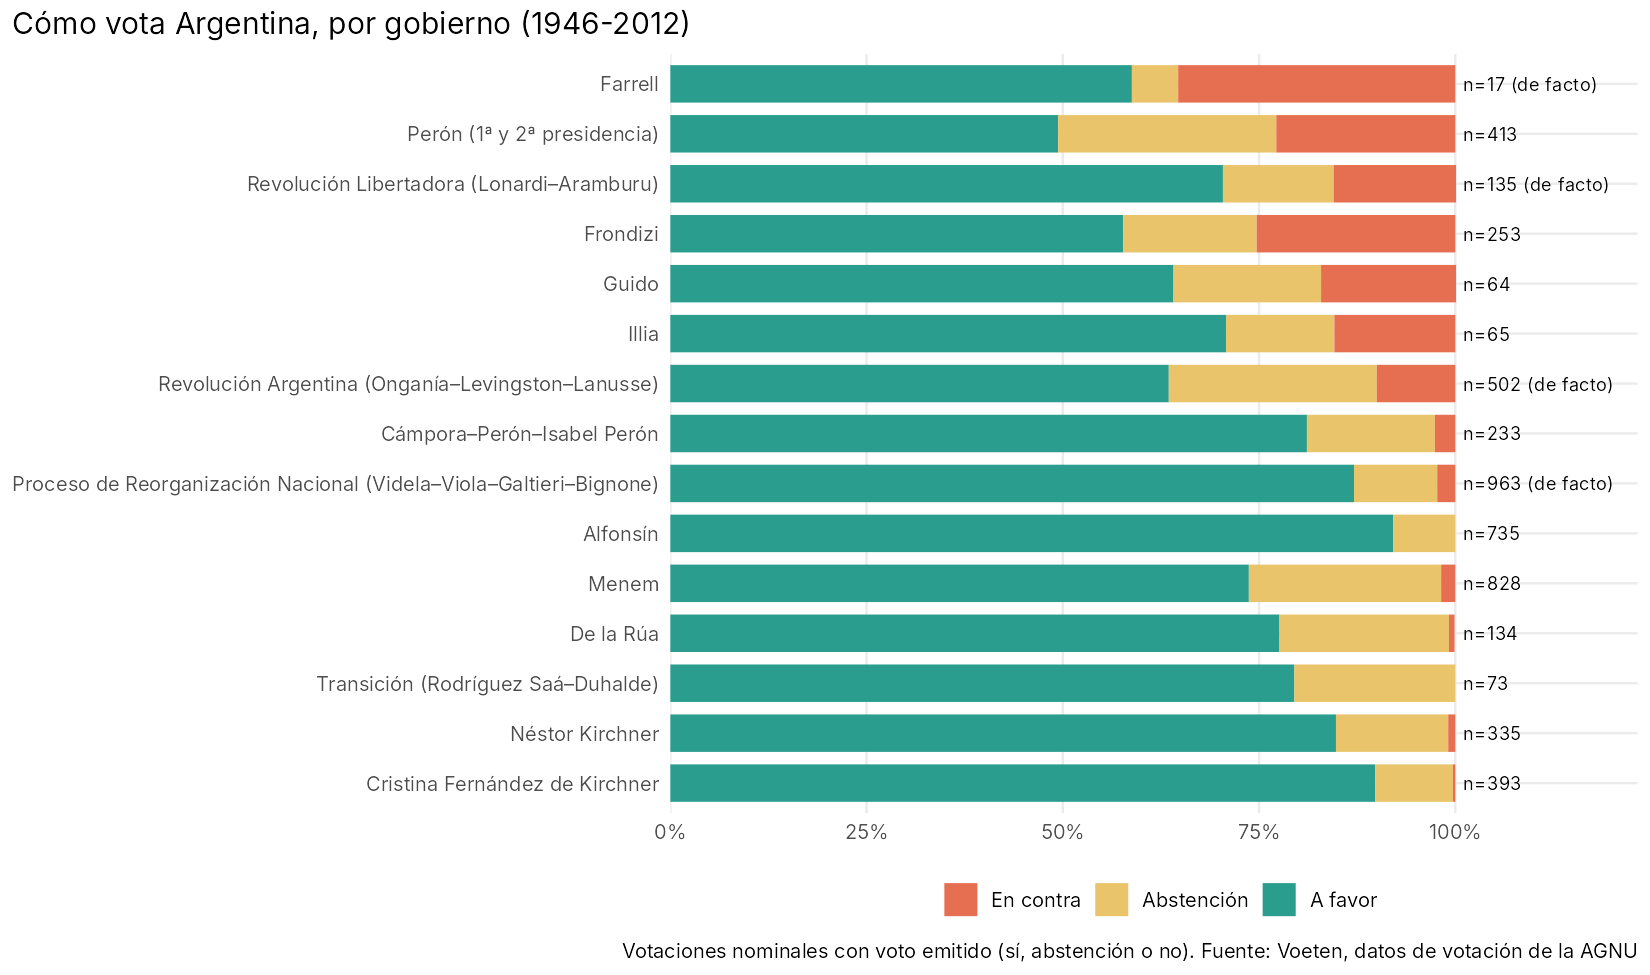 Cómo vota Argentina, por gobierno (1946-2012)
Farrell n=17 (de facto)
Perón (1ª y 2ª presidencia) n=413
Revolución Libertadora (Lonardi–Aramburu) n=135 (de facto)
Frondizi n=253
Guido n=64
Illia n=65
Revolución Argentina (Onganía–Levingston–Lanusse) n=502 (de facto)
Cámpora–Perón–Isabel Perón n=233
Proceso de Reorganización Nacional (Videla–Viola–Galtieri–Bignone) n=963 (de facto)
Alfonsín n=735
Menem n=828
De la Rúa n=134
Transición (Rodríguez Saá–Duhalde) n=73
Néstor Kirchner n=335
Cristina Fernández de Kirchner n=393
0% 25% 50% 75% 100%
En contra Abstención A favor
Votaciones nominales con voto emitido (sí, abstención o no). Fuente: Voeten, datos de votación de la AGNU